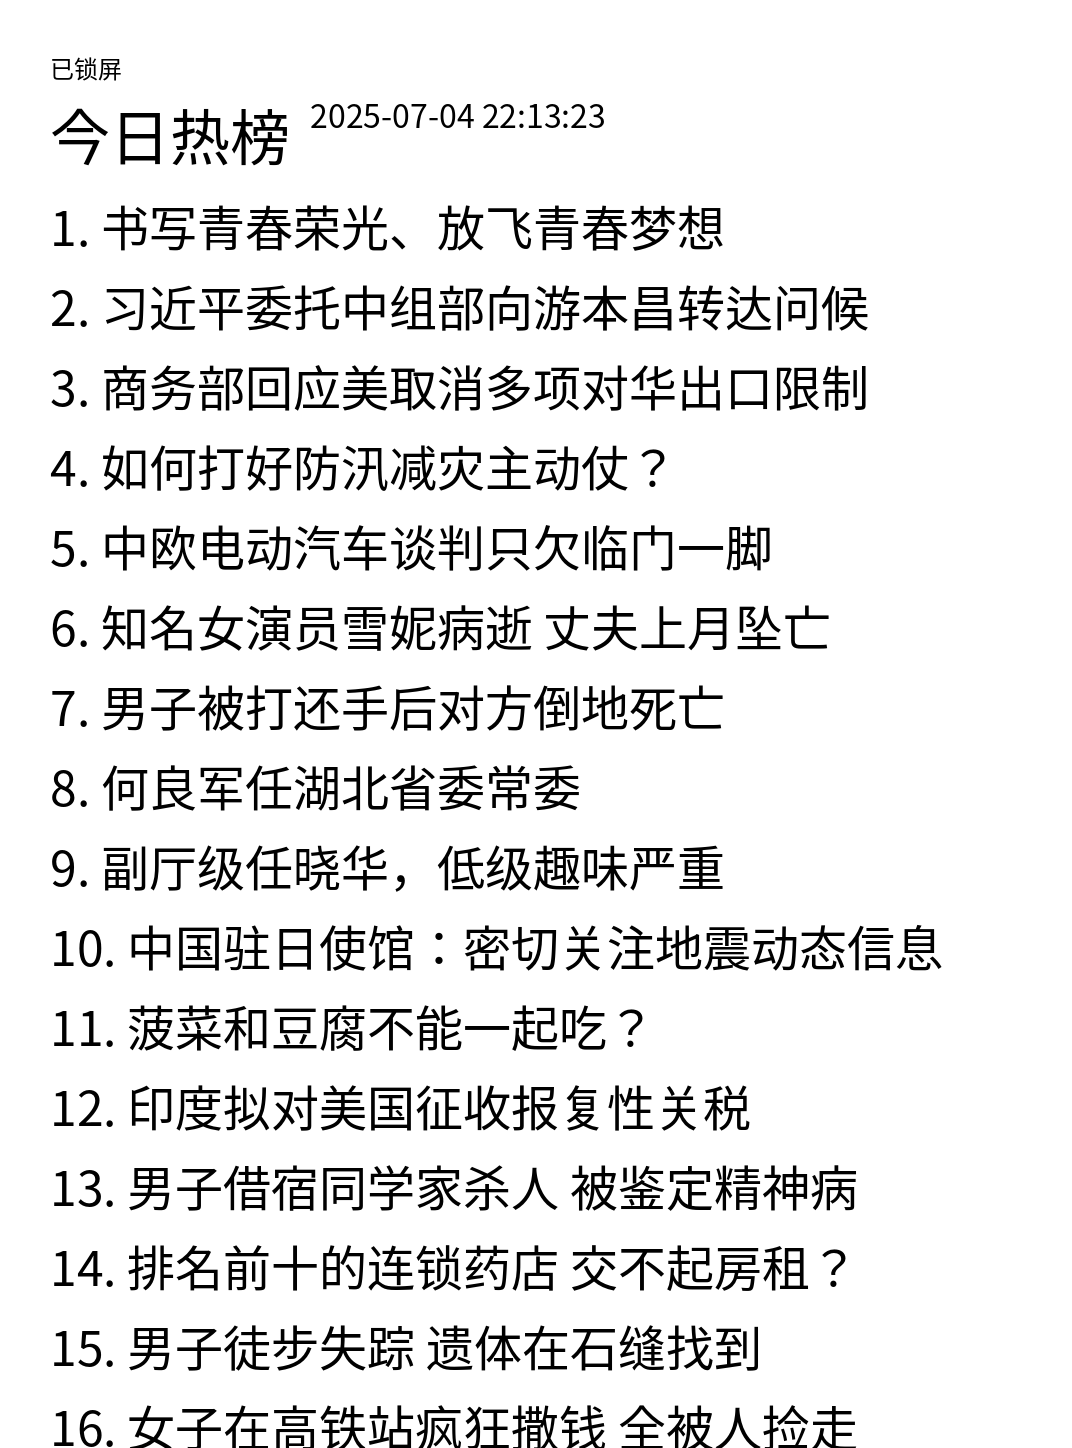 已锁屏
今日热榜 2025-07-04 22:13:23
1. 书写青春荣光、放飞青春梦想
2. 习近平委托中组部向游本昌转达问候
3. 商务部回应美取消多项对华出口限制
4. 如何打好防汛减灾主动仗？
5. 中欧电动汽车谈判只欠临门一脚
6. 知名女演员雪妮病逝 丈夫上月坠亡
7. 男子被打还手后对方倒地死亡
8. 何良军任湖北省委常委
9. 副厅级任晓华，低级趣味严重
10. 中国驻日使馆：密切关注地震动态信息
11. 菠菜和豆腐不能一起吃？
12. 印度拟对美国征收报复性关税
13. 男子借宿同学家杀人 被鉴定精神病
14. 排名前十的连锁药店 交不起房租？
15. 男子徒步失踪 遗体在石缝找到
16. 女子在高铁站疯狂撒钱 全被人捡走